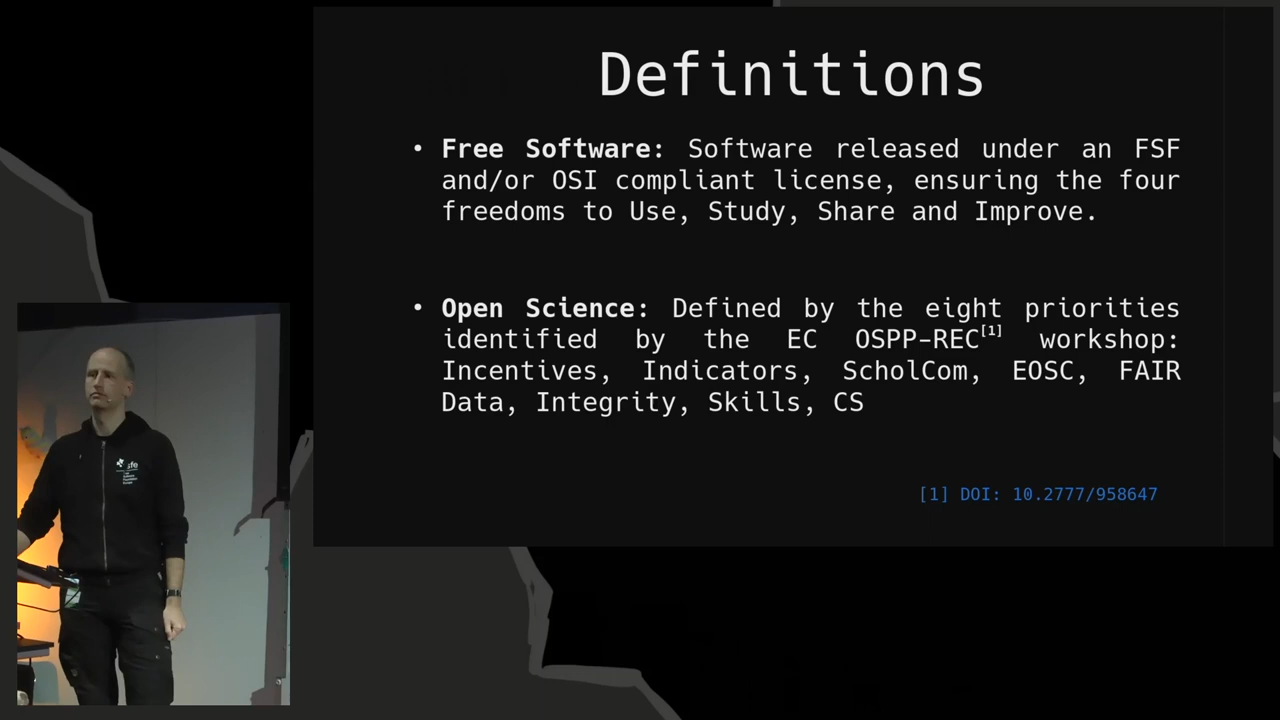 Definitions
• Free Software: Software released under an FSF
and/or OSI compliant license, ensuring the four
freedoms to Use, Study, Share and Improve.
• Open Science: Defined by the eight priorities
identified by the EC OSPP-REC[1] workshop:
Incentives, Indicators, ScholCom, EOSC, FAIR
Data, Integrity, Skills, CS
[1] DOI: 10.2777/958647
sfe